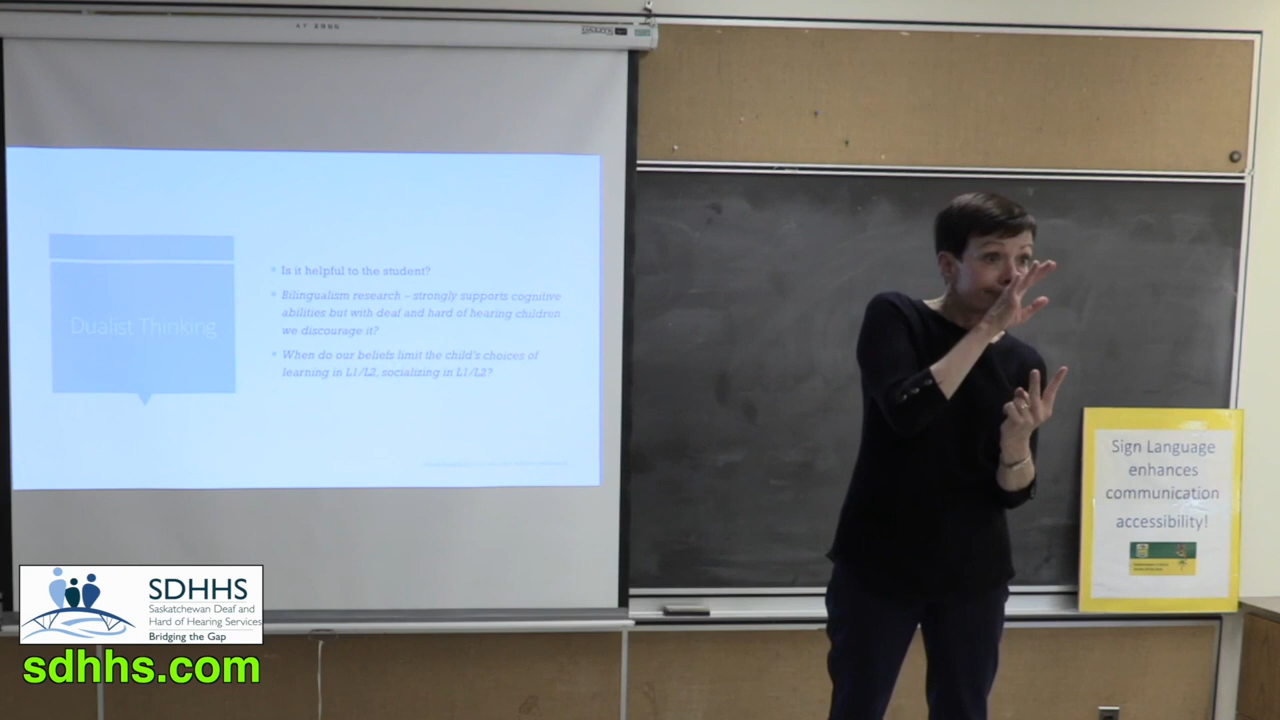 Dualist Thinking
Is it helpful to the student?
Bilingualism research – strongly supports cognitive
abilities but with deaf and hard of hearing children
we discourage it?
When do our beliefs limit the child's choices of
learning in L1/L2, socializing in L1/L2?
Sign Language
enhances
communication
accessibility!
SDHHS
Saskatchewan Deaf and
Hard of Hearing Services
Bridging the Gap
sdhhs.com